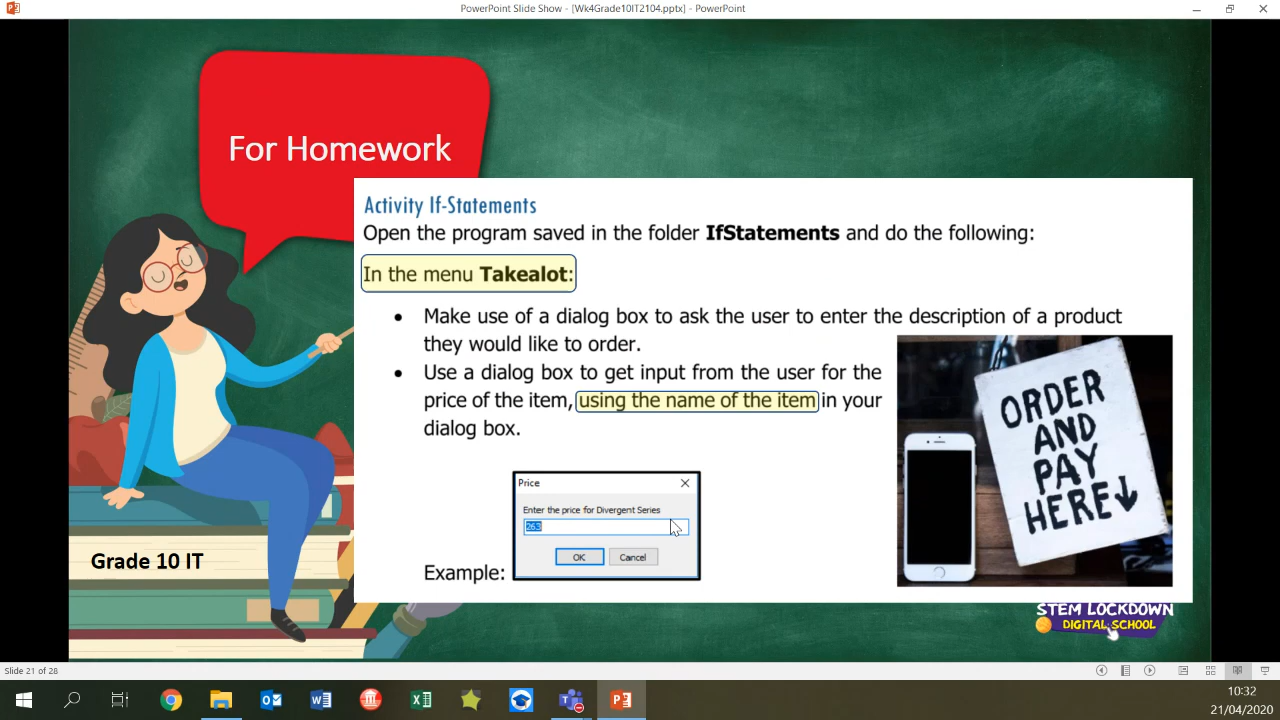 PowerPoint Slide Show - [Wk4Grade10IT2104.pptx] - PowerPoint
For Homework
Activity If-Statements
Open the program saved in the folder IfStatements and do the following:
In the menu Takealot:
• Make use of a dialog box to ask the user to enter the description of a product
they would like to order.
• Use a dialog box to get input from the user for the
price of the item, using the name of the item in your
dialog box.
ORDER
AND
PAY
HERE↓
Price
Enter the price for Divergent Series
263
OK Cancel
Example:
Grade 10 IT
STEM LOCKDOWN
DIGITAL SCHOOL
Slide 21 of 28
10:32
21/04/2020